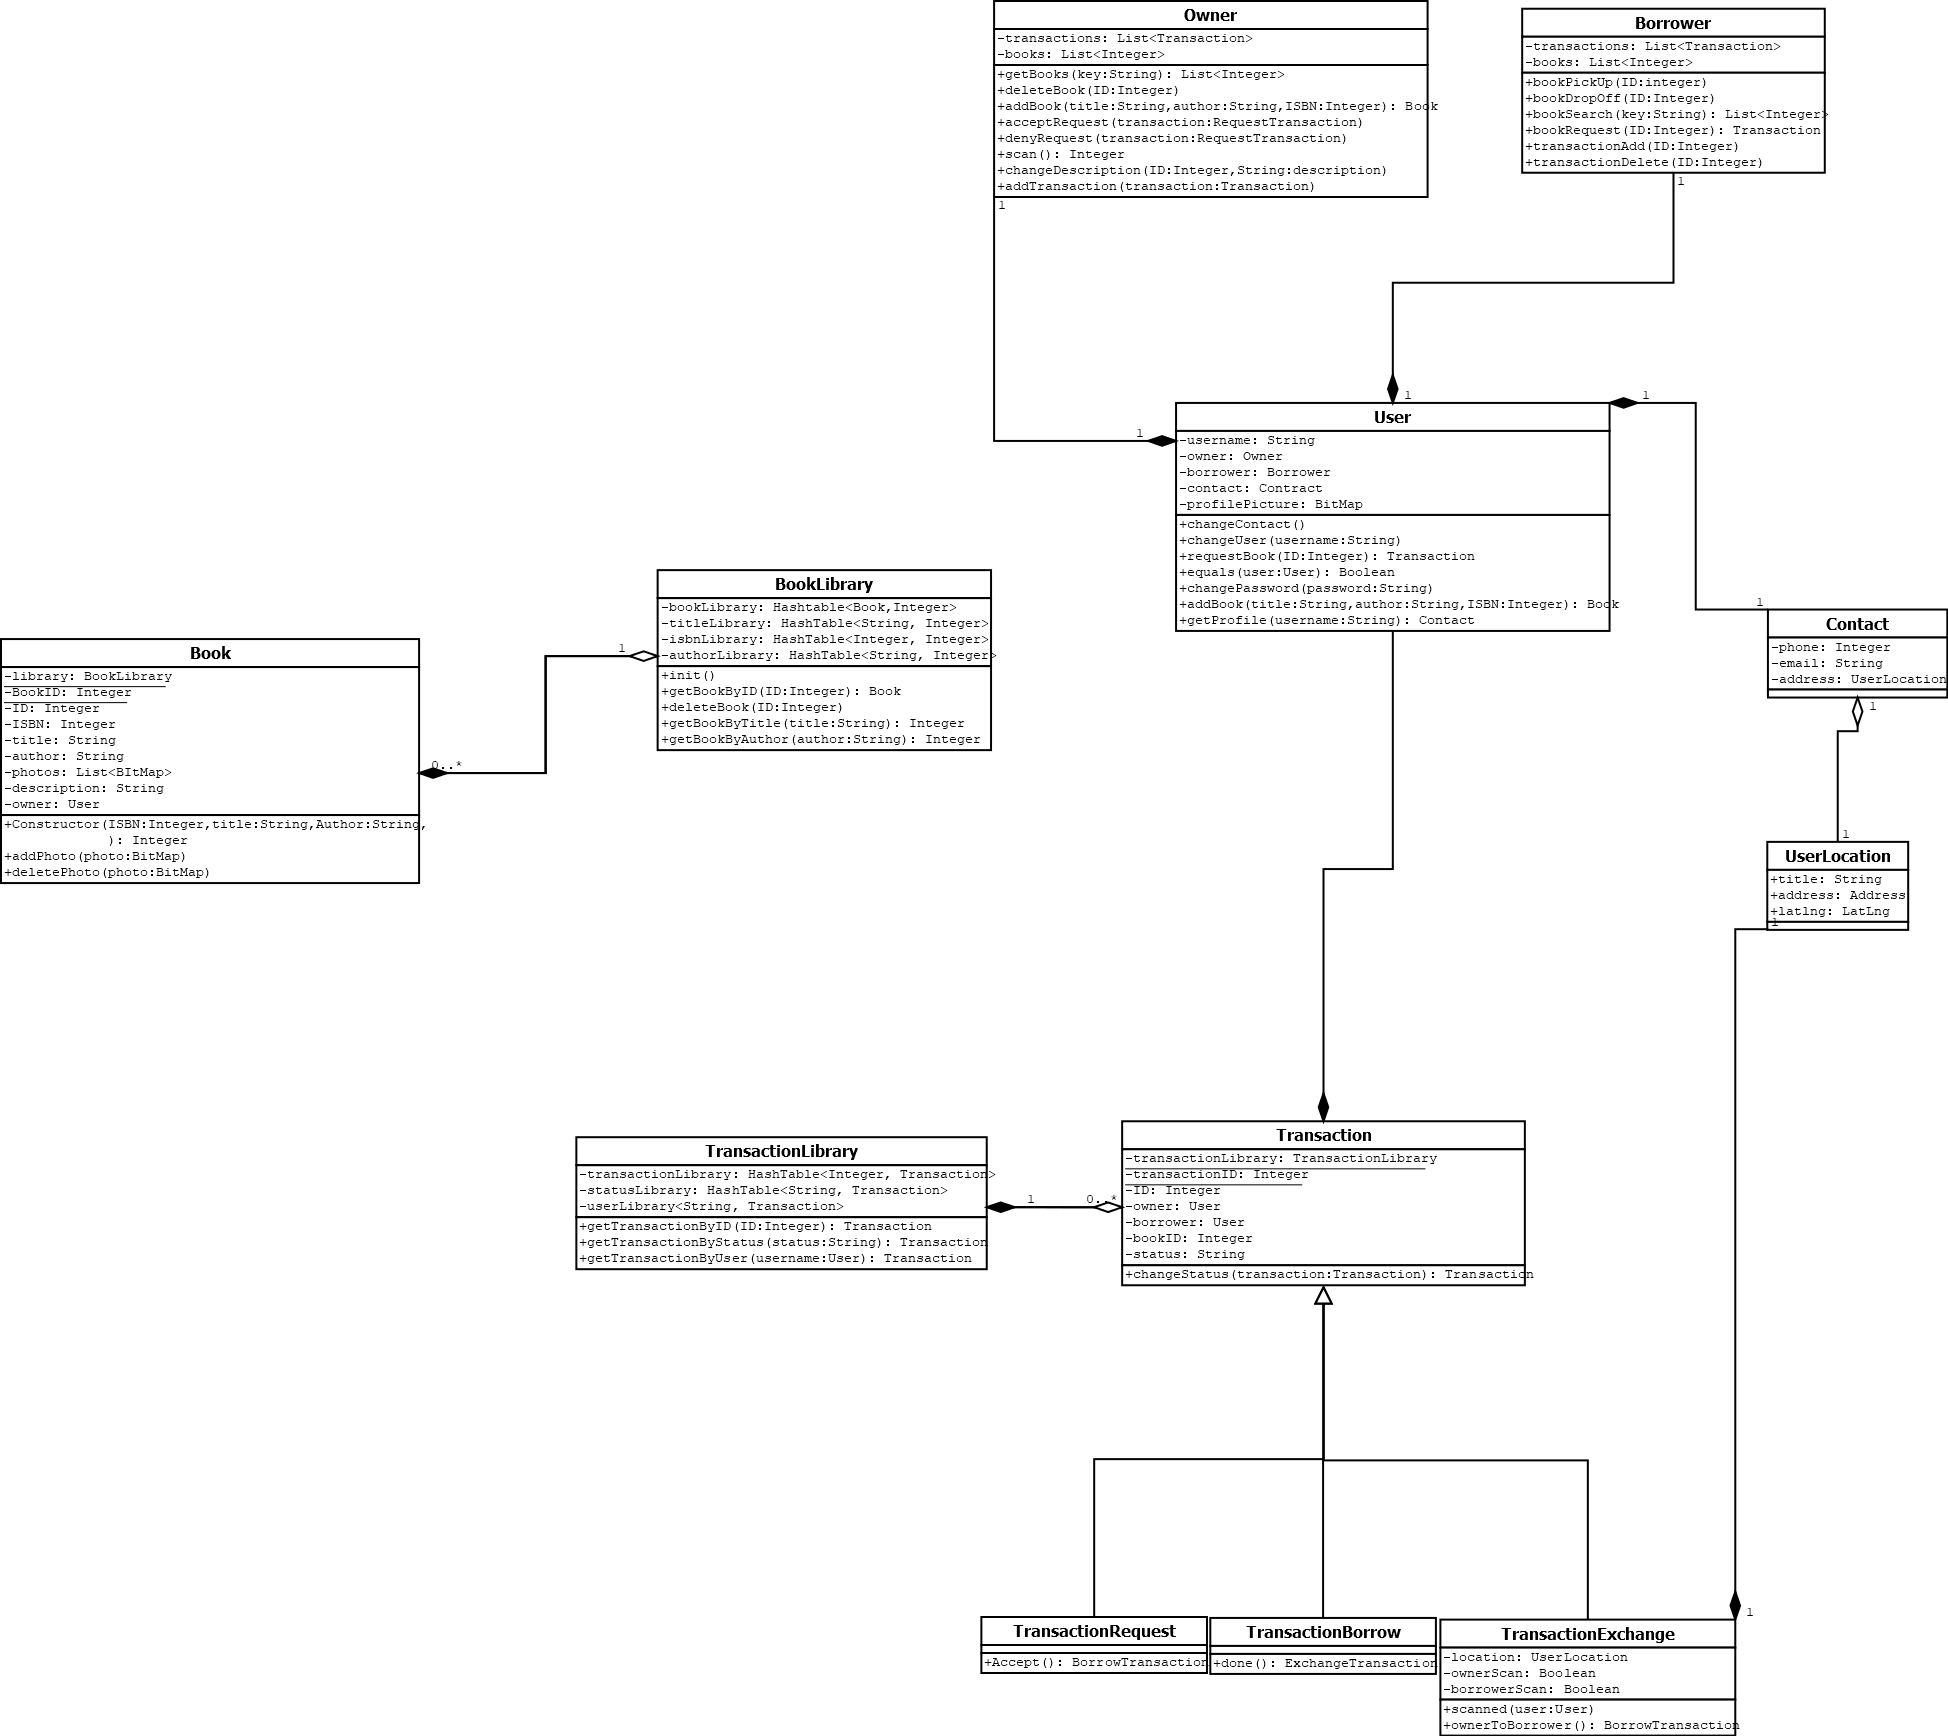 Owner
-transactions: List<Transaction>
-books: List<Integer>
+getBooks(key:String): List<Integer>
+deleteBook(ID:Integer)
+addBook(title:String,author:String,ISBN:Integer): Book
+acceptRequest(transaction:RequestTransaction)
+denyRequest(transaction:RequestTransaction)
+scan(): Integer
+changeDescription(ID:Integer,String:description)
+addTransaction(transaction:Transaction)
1
Borrower
-transactions: List<Transaction>
-books: List<Integer>
+bookPickUp(ID:integer)
+bookDropOff(ID:Integer)
+bookSearch(key:String): List<Integer>
+bookRequest(ID:Integer): Transaction
+transactionAdd(ID:Integer)
+transactionDelete(ID:Integer)
1
1
1
1
User
-username: String
-owner: Owner
-borrower: Borrower
-contact: Contract
-profilePicture: BitMap
+changeContact()
+changeUser(username:String)
+requestBook(ID:Integer): Transaction
+equals(user:User): Boolean
+changePassword(password:String)
+addBook(title:String,author:String,ISBN:Integer): Book
+getProfile(username:String): Contact
BookLibrary
-bookLibrary: Hashtable<Book,Integer>
-titleLibrary: HashTable<String, Integer>
-isbnLibrary: HashTable<Integer, Integer>
-authorLibrary: HashTable<String, Integer>
+init()
+getBookByID(ID:Integer): Book
+deleteBook(ID:Integer)
+getBookByTitle(title:String): Integer
+getBookByAuthor(author:String): Integer
1
0..*
Book
-library: BookLibrary
-BookID: Integer
-ID: Integer
-ISBN: Integer
-title: String
-author: String
-photos: List<BItMap>
-description: String
-owner: User
+Constructor(ISBN:Integer,title:String,Author:String,
): Integer
+addPhoto(photo:BitMap)
+deletePhoto(photo:BitMap)
1
Contact
-phone: Integer
-email: String
-address: UserLocation
1
1
UserLocation
+title: String
+address: Address
+latlng: LatLng
1
TransactionLibrary
-transactionLibrary: HashTable<Integer, Transaction>
-statusLibrary: HashTable<String, Transaction>
-userLibrary<String, Transaction>
+getTransactionByID(ID:Integer): Transaction
+getTransactionByStatus(status:String): Transaction
+getTransactionByUser(username:User): Transaction
1
0..*
Transaction
-transactionLibrary: TransactionLibrary
-transactionID: Integer
-ID: Integer
-owner: User
-borrower: User
-bookID: Integer
-status: String
+changeStatus(transaction:Transaction): Transaction
TransactionRequest
+Accept(): BorrowTransaction
TransactionBorrow
+done(): ExchangeTransaction
1
TransactionExchange
-location: UserLocation
-ownerScan: Boolean
-borrowerScan: Boolean
+scanned(user:User)
+ownerToBorrower(): BorrowTransaction